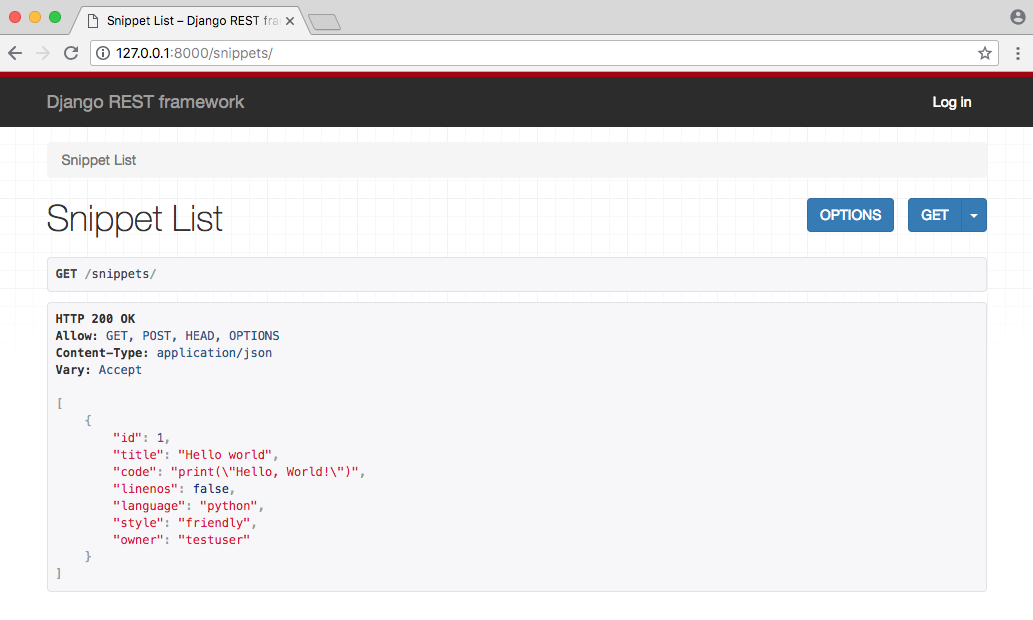 Snippet List – Django REST fra
127.0.0.1:8000/snippets/
Django REST framework
Log in
Snippet List
Snippet List
OPTIONS
GET
GET /snippets/
HTTP 200 OK
Allow: GET, POST, HEAD, OPTIONS
Content-Type: application/json
Vary: Accept
[
    {
        "id": 1,
        "title": "Hello world",
        "code": "print(\"Hello, World!\")",
        "linenos": false,
        "language": "python",
        "style": "friendly",
        "owner": "testuser"
    }
]